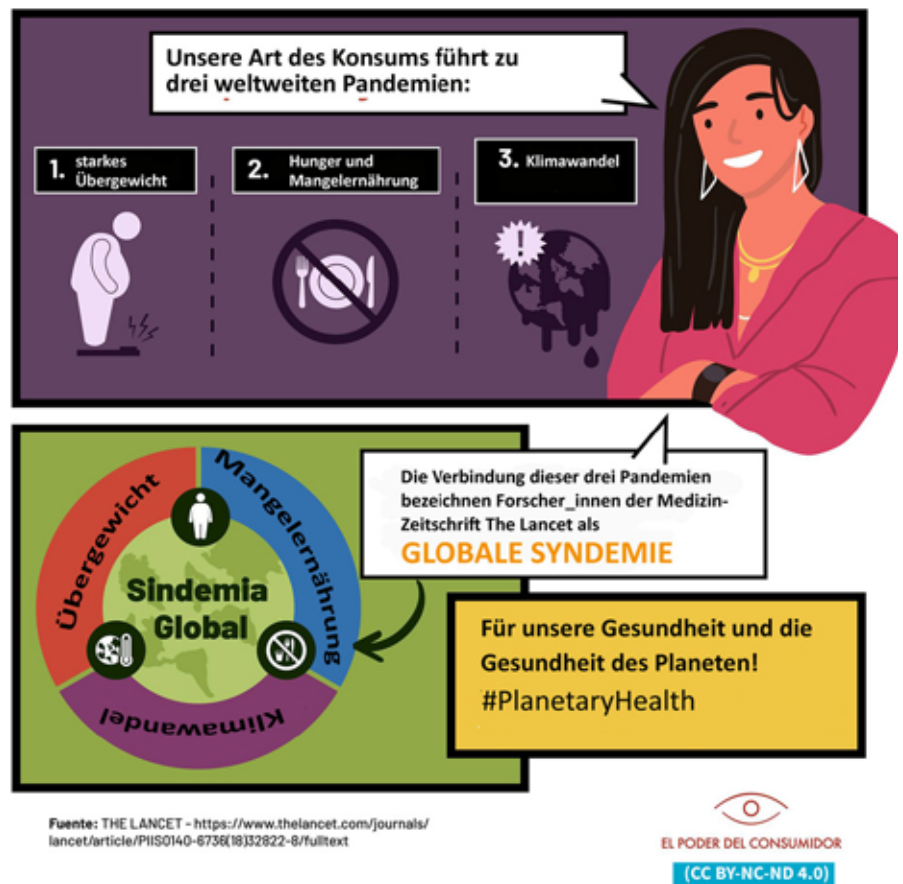 Unsere Art des Konsums führt zu
drei weltweiten Pandemien:
1. starkes
Übergewicht
2. Hunger und
Mangelernährung
3. Klimawandel
!
Übergewicht
Mangelernährung
Klimawandel
Sindemia
Global
Die Verbindung dieser drei Pandemien
bezeichnen Forscher_innen der Medizin-
Zeitschrift The Lancet als
GLOBALE SYNDEMIE
Für unsere Gesundheit und die
Gesundheit des Planeten!
#PlanetaryHealth
Fuente: THE LANCET - https://www.thelancet.com/journals/
lancet/article/PIIS0140-6736(18)32822-8/fulltext
EL PODER DEL CONSUMIDOR
(CC BY-NC-ND 4.0)